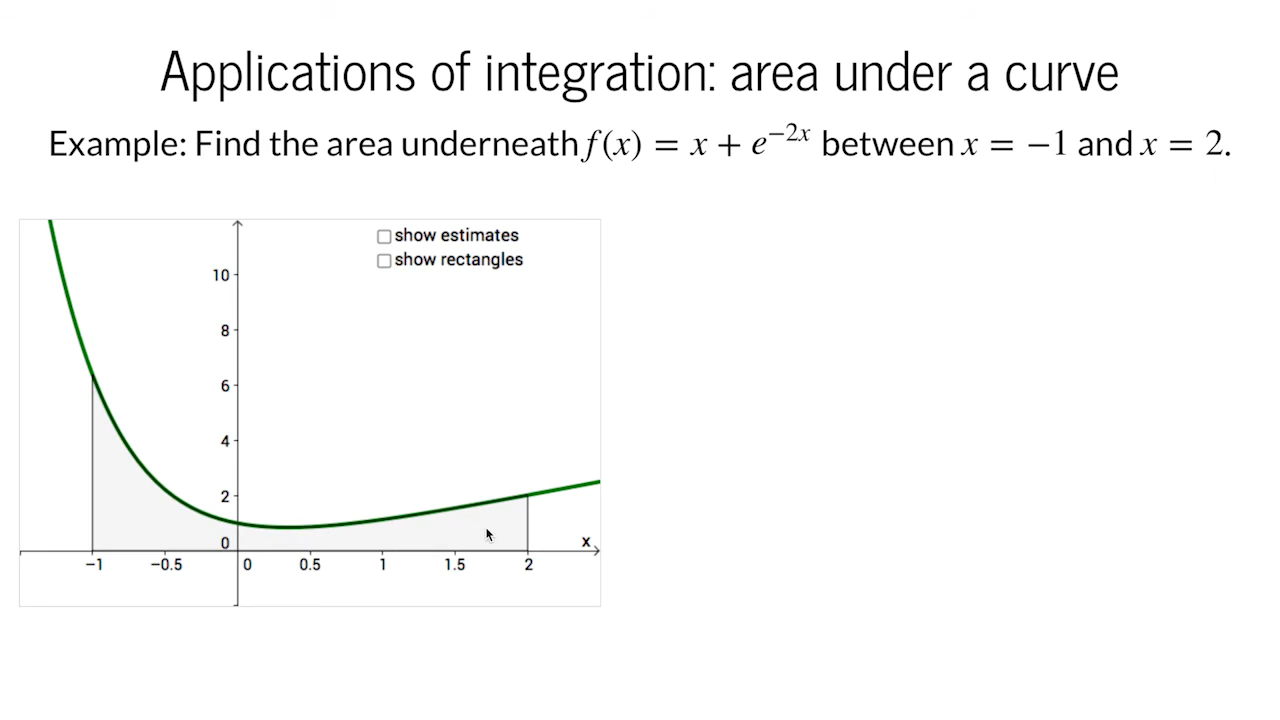 Applications of integration: area under a curve
Example: Find the area underneath f(x) = x + e^{−2x} between x = −1 and x = 2.
show estimates
show rectangles
10
8
6
4
2
0
x
−1 −0.5 0 0.5 1 1.5 2